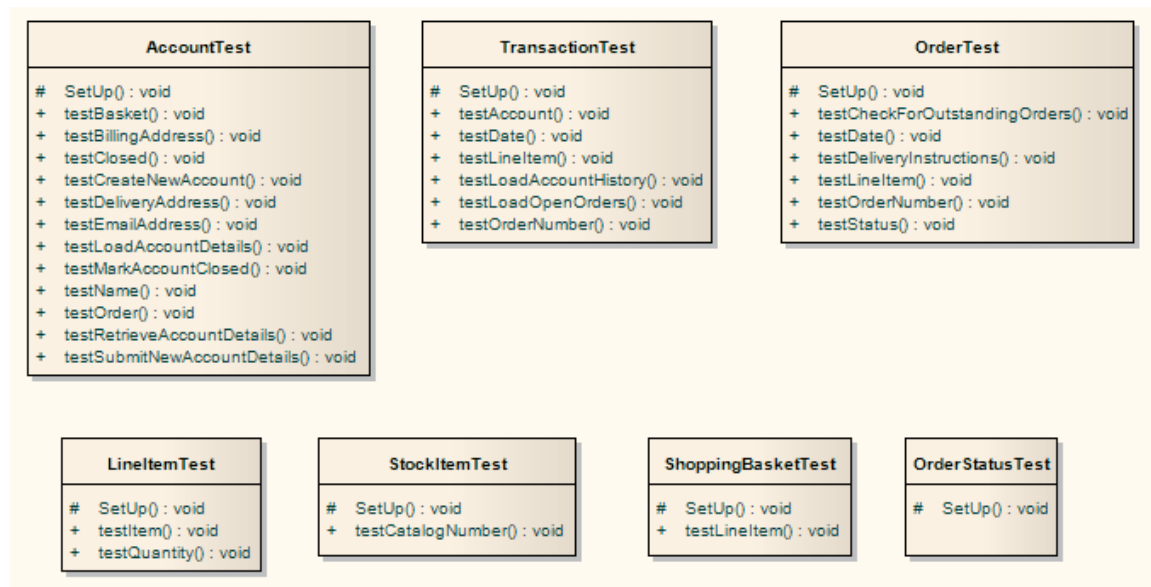 AccountTest
# SetUp() : void
+ testBasket() : void
+ testBillingAddress() : void
+ testClosed() : void
+ testCreateNewAccount() : void
+ testDeliveryAddress() : void
+ testEmailAddress() : void
+ testLoadAccountDetails() : void
+ testMarkAccountClosed() : void
+ testName() : void
+ testOrder() : void
+ testRetrieveAccountDetails() : void
+ testSubmitNewAccountDetails() : void
TransactionTest
# SetUp() : void
+ testAccount() : void
+ testDate() : void
+ testLineItem() : void
+ testLoadAccountHistory() : void
+ testLoadOpenOrders() : void
+ testOrderNumber() : void
OrderTest
# SetUp() : void
+ testCheckForOutstandingOrders() : void
+ testDate() : void
+ testDeliveryInstructions() : void
+ testLineItem() : void
+ testOrderNumber() : void
+ testStatus() : void
LineItemTest
# SetUp() : void
+ testItem() : void
+ testQuantity() : void
StockItemTest
# SetUp() : void
+ testCatalogNumber() : void
ShoppingBasketTest
# SetUp() : void
+ testLineItem() : void
OrderStatusTest
# SetUp() : void